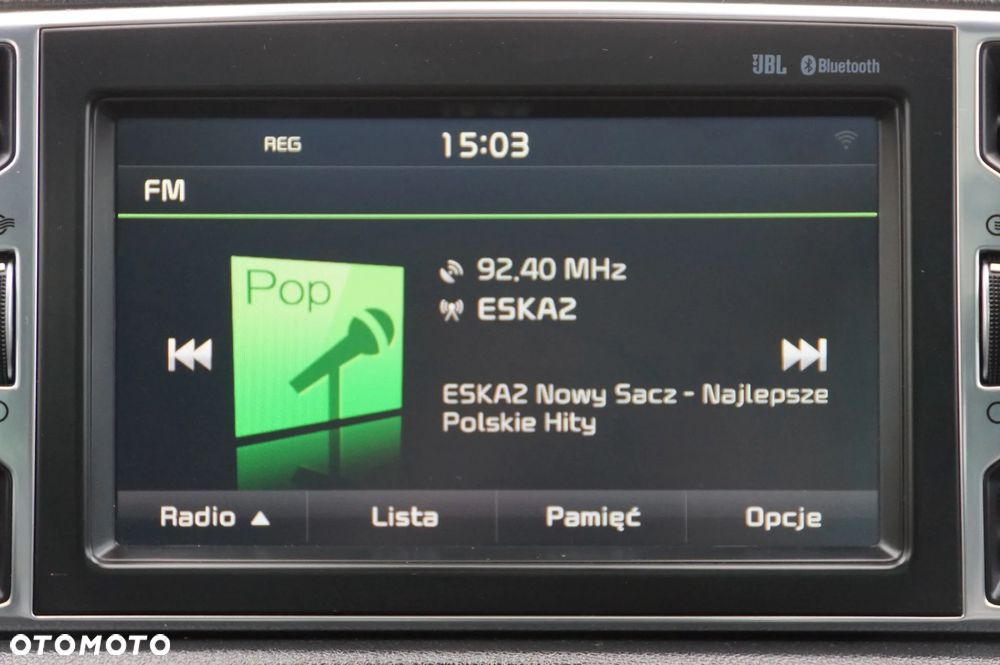 JBL Bluetooth
REG 15:03
FM
Pop
92.40 MHz
ESKA2
ESKA2 Nowy Sacz - Najlepsze
Polskie Hity
Radio ▲ Lista Pamięć Opcje
OTOMOTO